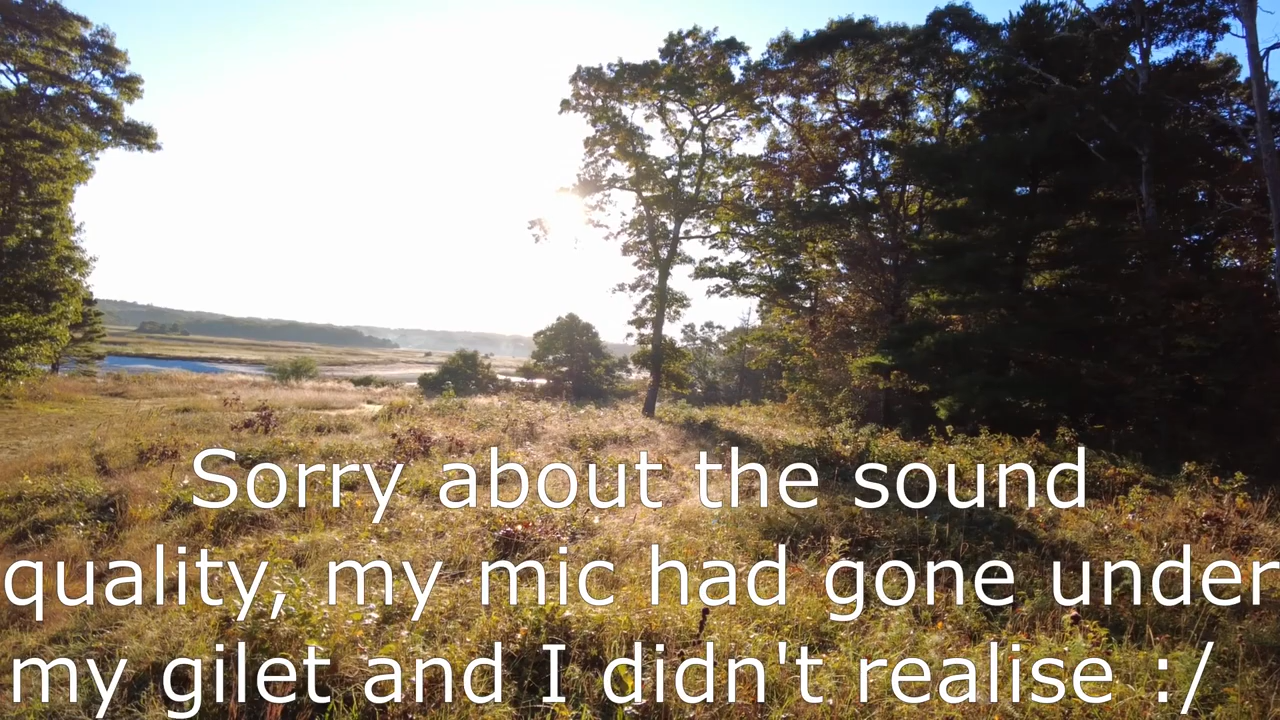 Sorry about the sound
quality, my mic had gone under
my gilet and I didn't realise :/